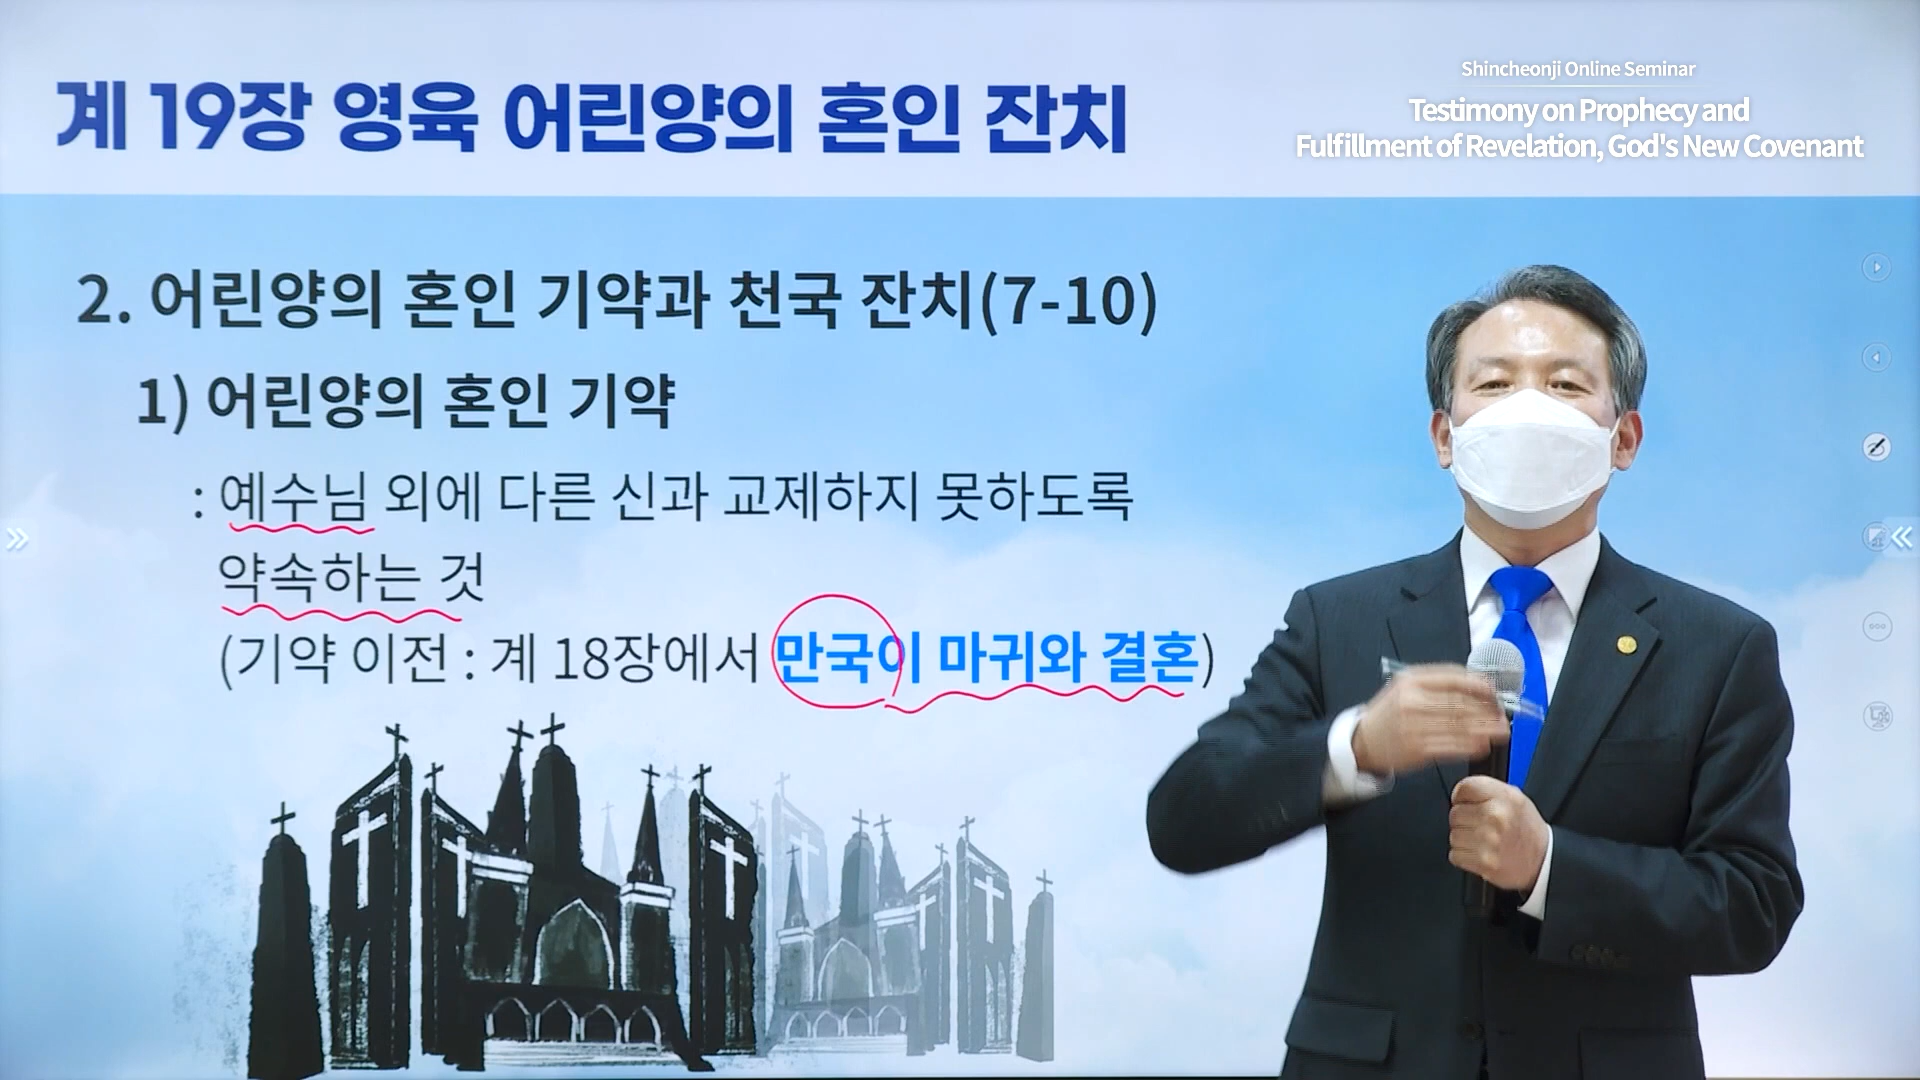 계 19장 영육 어린양의 혼인 잔치
Shincheonji Online Seminar
Testimony on Prophecy and
Fulfillment of Revelation, God's New Covenant
2. 어린양의 혼인 기약과 천국 잔치(7-10)
1) 어린양의 혼인 기약
: 예수님 외에 다른 신과 교제하지 못하도록
약속하는 것
(기약 이전 : 계 18장에서 만국이 마귀와 결혼)